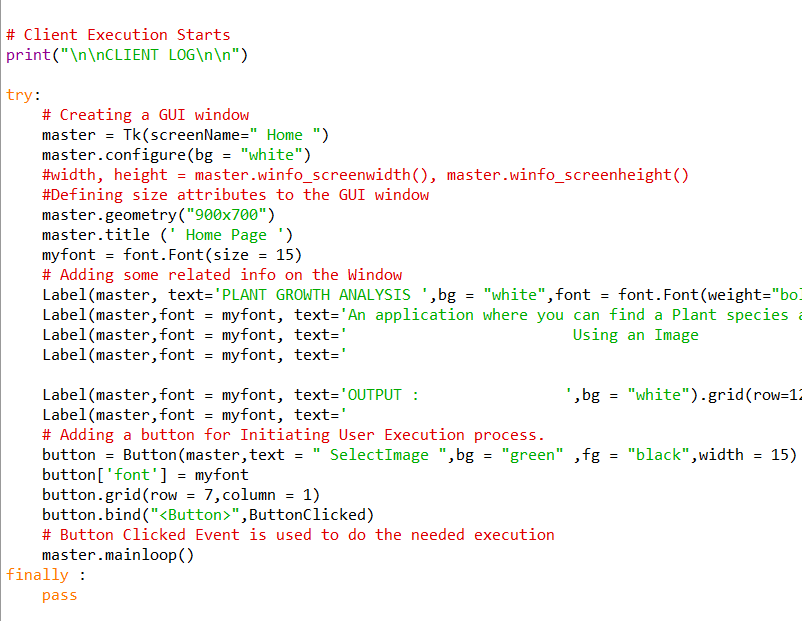 # Client Execution Starts
print("\n\nCLIENT LOG\n\n")
try:
    # Creating a GUI window
    master = Tk(screenName=" Home ")
    master.configure(bg = "white")
    #width, height = master.winfo_screenwidth(), master.winfo_screenheight()
    #Defining size attributes to the GUI window
    master.geometry("900x700")
    master.title (' Home Page ')
    myfont = font.Font(size = 15)
    # Adding some related info on the Window
    Label(master, text='PLANT GROWTH ANALYSIS ',bg = "white",font = font.Font(weight="bol
    Label(master,font = myfont, text='An application where you can find a Plant species a
    Label(master,font = myfont, text='                         Using an Image
    Label(master,font = myfont, text='
    Label(master,font = myfont, text='OUTPUT :                ',bg = "white").grid(row=12
    Label(master,font = myfont, text='
    # Adding a button for Initiating User Execution process.
    button = Button(master,text = " SelectImage ",bg = "green" ,fg = "black",width = 15)
    button['font'] = myfont
    button.grid(row = 7,column = 1)
    button.bind("<Button>",ButtonClicked)
    # Button Clicked Event is used to do the needed execution
    master.mainloop()
finally :
    pass